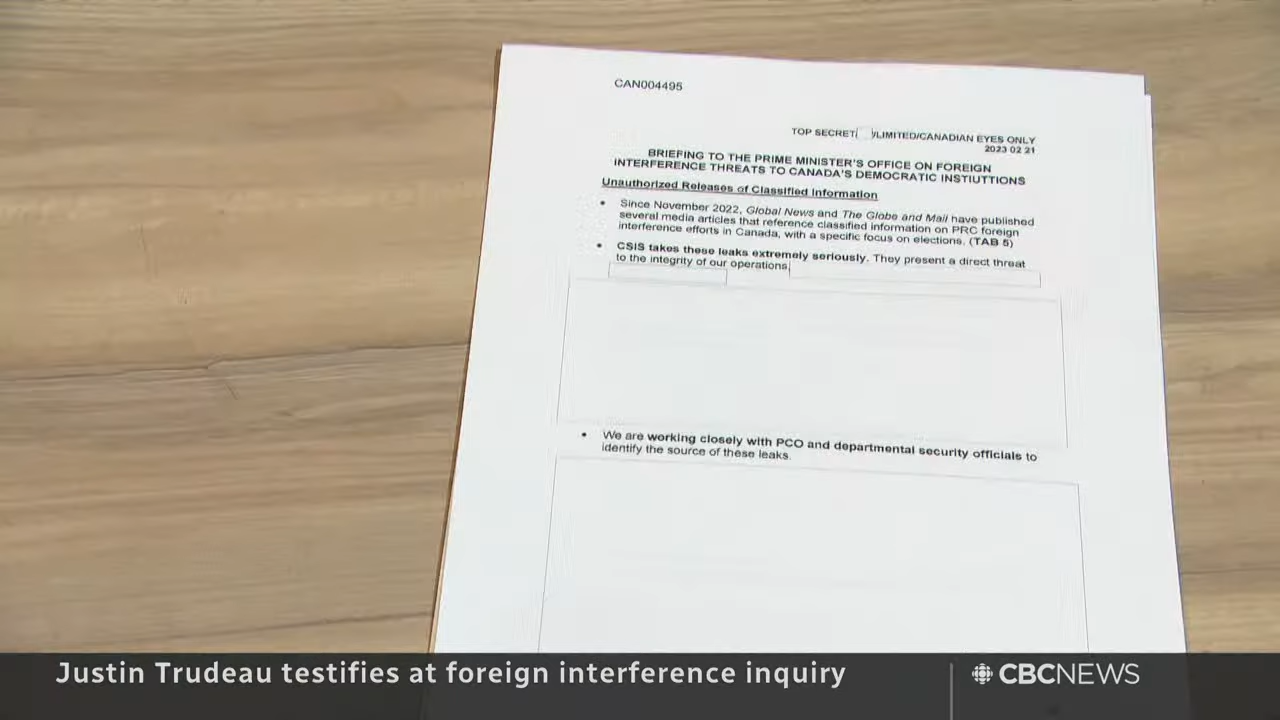 CAN004495
TOP SECRET/ /LIMITED/CANADIAN EYES ONLY
2023 02 21
BRIEFING TO THE PRIME MINISTER'S OFFICE ON FOREIGN
INTERFERENCE THREATS TO CANADA'S DEMOCRATIC INSTIUTTIONS
Unauthorized Releases of Classified Information
• Since November 2022, Global News and The Globe and Mail have published
several media articles that reference classified information on PRC foreign
interference efforts in Canada, with a specific focus on elections. (TAB 5)
• CSIS takes these leaks extremely seriously. They present a direct threat
to the integrity of our operations.
• We are working closely with PCO and departmental security officials to
identify the source of these leaks.
Justin Trudeau testifies at foreign interference inquiry
CBCNEWS